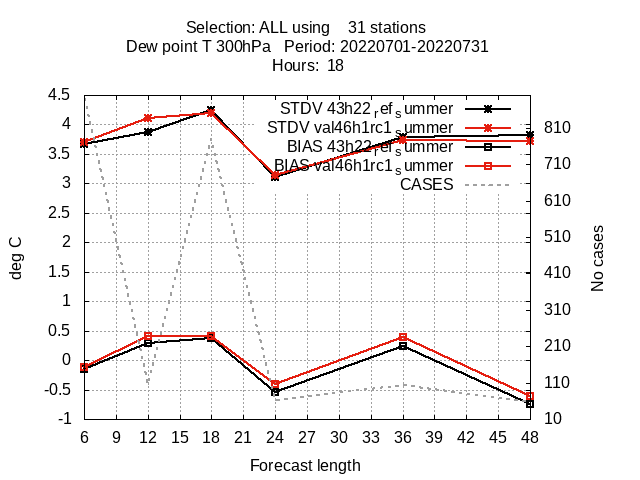 Selection: ALL using 31 stations
Dew point T 300hPa Period: 20220701-20220731
Hours: 18
4.5
4
3.5
3
2.5
2
1.5
1
0.5
0
-0.5
-1
deg C
STDV 43h22_ref_summer
STDV val46h1rc1_summer
BIAS 43h22_ref_summer
BIAS val46h1rc1_summer
CASES
810
710
610
510
410
310
210
110
10
No cases
6 9 12 15 18 21 24 27 30 33 36 39 42 45 48
Forecast length